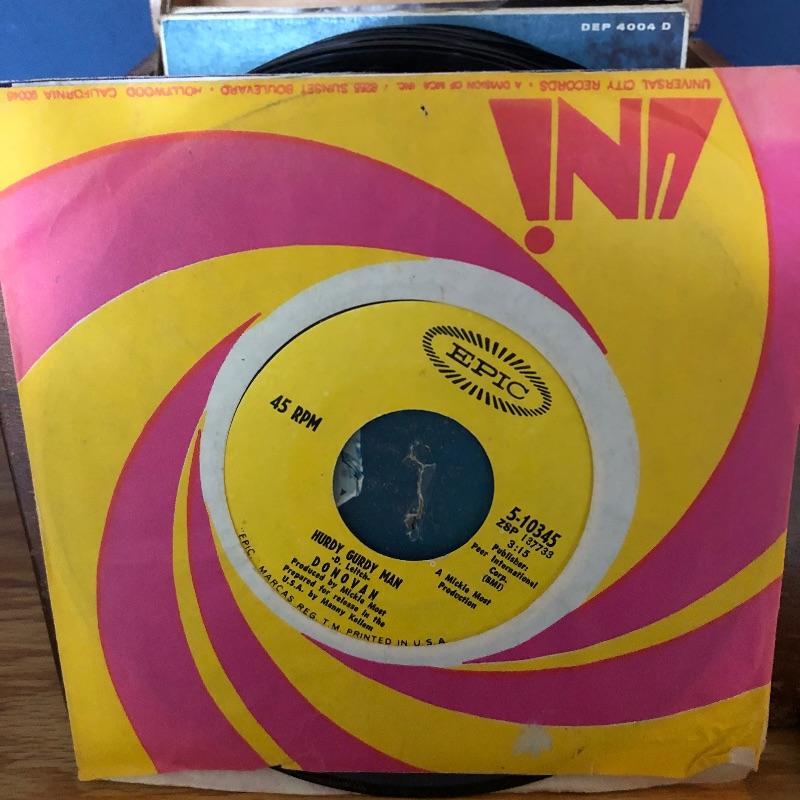 DEP 4004 D
UNIVERSAL CITY RECORDS • A DIVISION OF MCA INC. / 8255 SUNSET BOULEVARD • HOLLYWOOD CALIFORNIA 90046
UNI
EPIC
45 RPM
5-10345
ZSP 137733
3:15
Publisher:
Peer International
Corp.
(BMI)
A Mickie Most
Production
HURDY GURDY MAN
-D. Leitch-
DONOVAN
Produced by Mickie Most
Prepared for release in the
U.S.A. by Manny Kellem
"EPIC", MARCAS REG. T.M. PRINTED IN U.S.A.